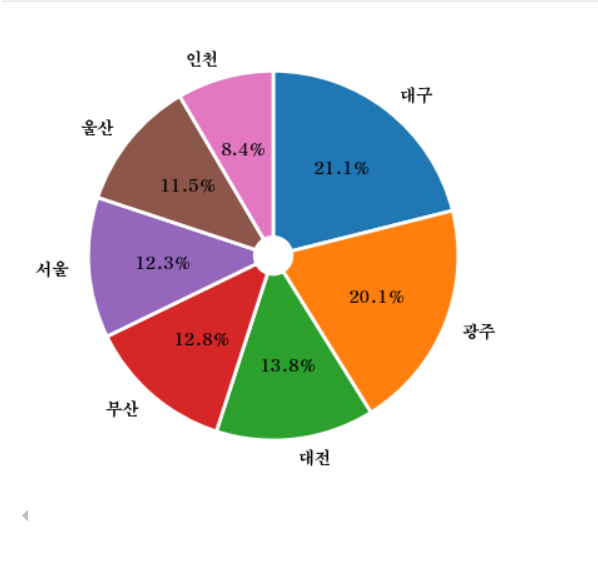 인천
대구
울산
8.4%
21.1%
11.5%
서울
12.3%
20.1%
광주
12.8%
13.8%
부산
대전